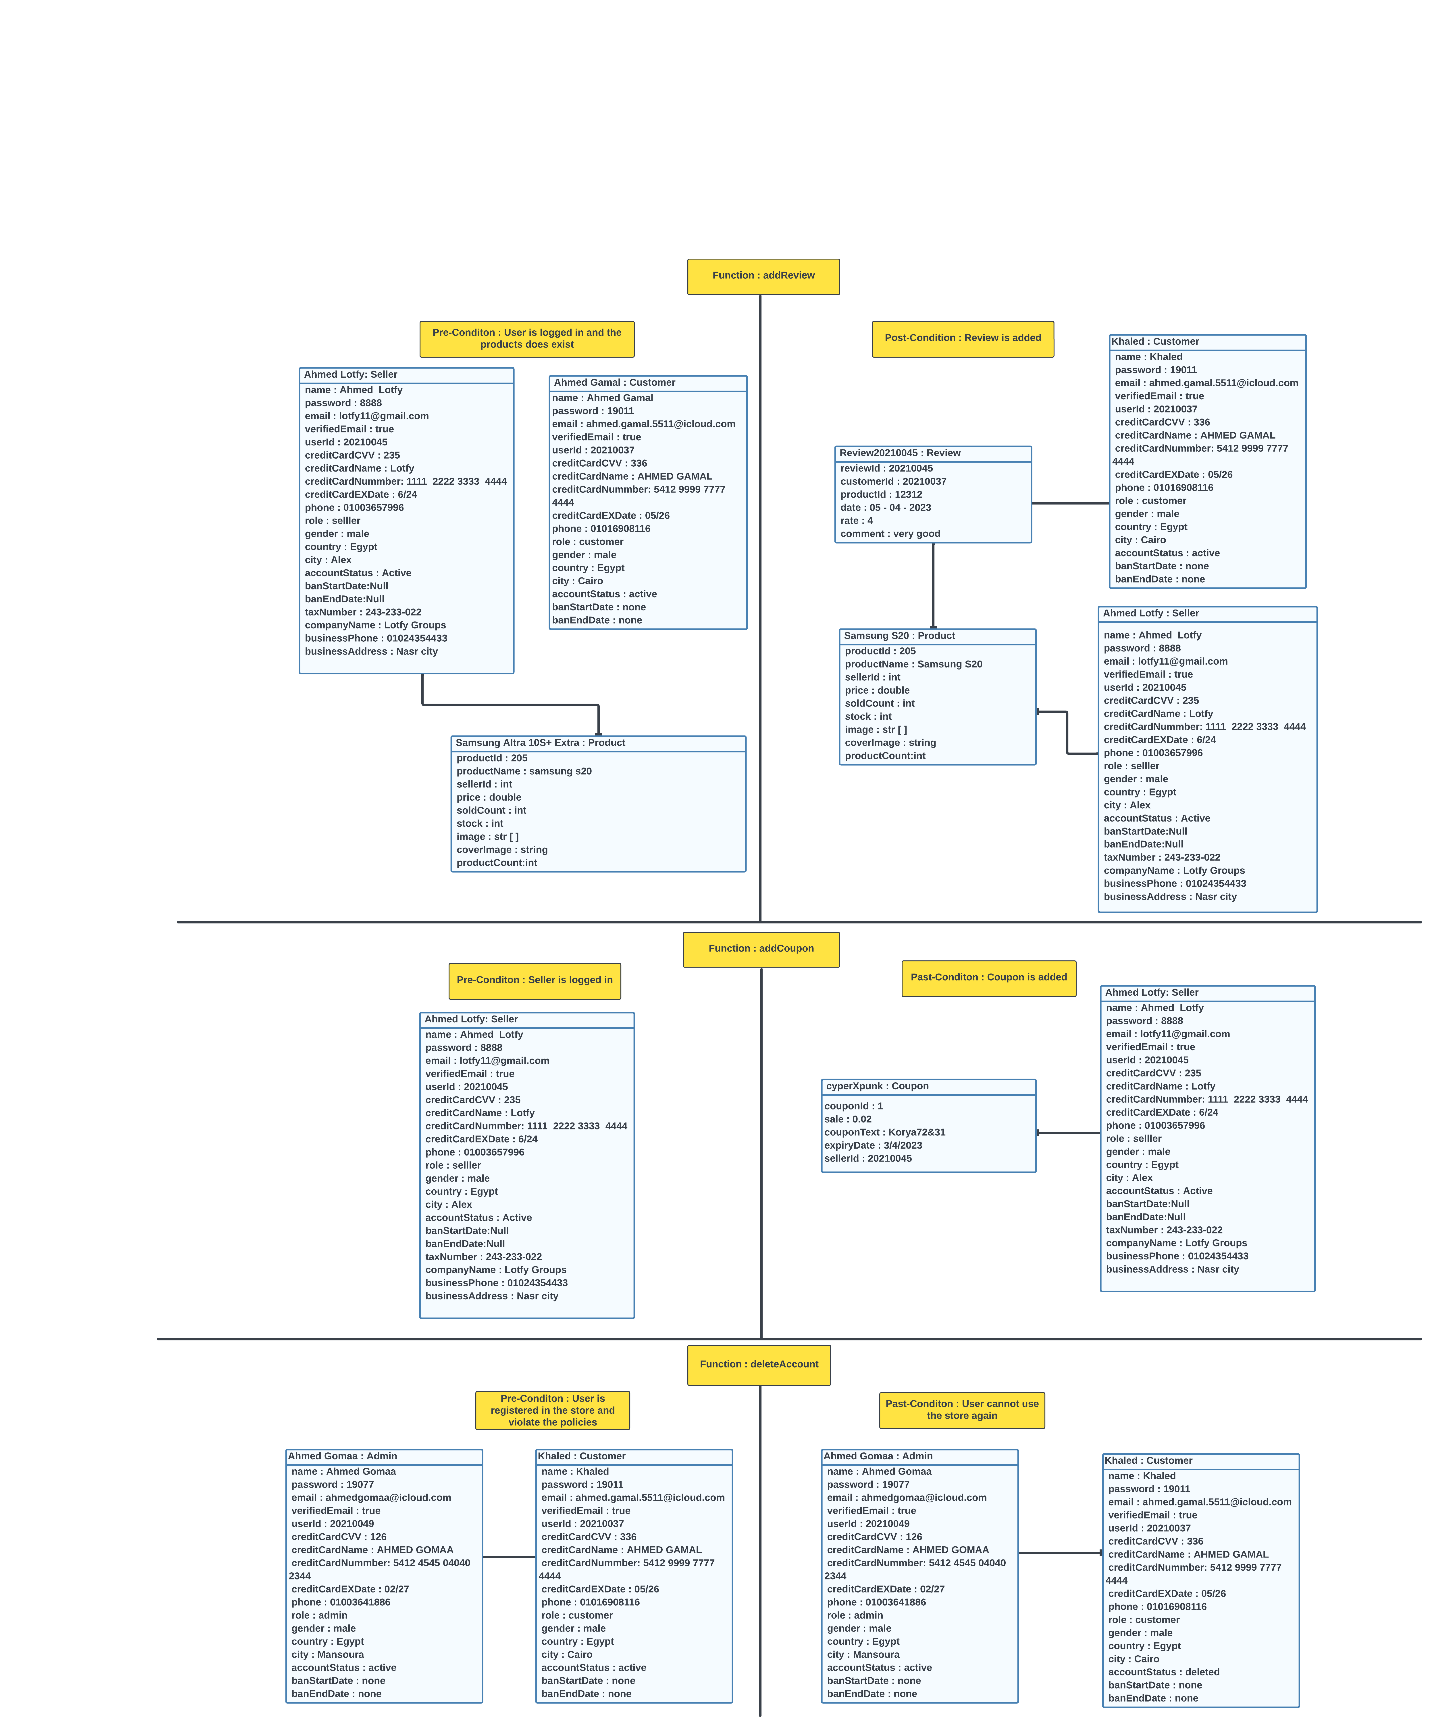 Function : addReview
Pre-Conditon : User is logged in and the
products does exist
Ahmed Lotfy: Seller
name : Ahmed  Lotfy
password : 8888
email : lotfy11@gmail.com
verifiedEmail : true
userId : 20210045
creditCardCVV : 235
creditCardName : Lotfy
creditCardNummber: 1111  2222 3333  4444
creditCardEXDate : 6/24
phone : 01003657996
role : selller
gender : male
country : Egypt
city : Alex
accountStatus : Active
banStartDate:Null
banEndDate:Null
taxNumber : 243-233-022
companyName : Lotfy Groups
businessPhone : 01024354433
businessAddress : Nasr city
Ahmed Gamal : Customer
name : Ahmed Gamal
password : 19011
email : ahmed.gamal.5511@icloud.com
verifiedEmail : true
userId : 20210037
creditCardCVV : 336
creditCardName : AHMED GAMAL
creditCardNummber: 5412 9999 7777
4444
creditCardEXDate : 05/26
phone : 01016908116
role : customer
gender : male
country : Egypt
city : Cairo
accountStatus : active
banStartDate : none
banEndDate : none
Samsung Altra 10S+ Extra : Product
productId : 205
productName : samsung s20
sellerId : int
price : double
soldCount : int
stock : int
image : str [ ]
coverImage : string
productCount:int
Post-Condition : Review is added
Khaled : Customer
name : Khaled
password : 19011
email : ahmed.gamal.5511@icloud.com
verifiedEmail : true
userId : 20210037
creditCardCVV : 336
creditCardName : AHMED GAMAL
creditCardNummber: 5412 9999 7777
4444
creditCardEXDate : 05/26
phone : 01016908116
role : customer
gender : male
country : Egypt
city : Cairo
accountStatus : active
banStartDate : none
banEndDate : none
Review20210045 : Review
reviewId : 20210045
customerId : 20210037
productId : 12312
date : 05 - 04 - 2023
rate : 4
comment : very good
Samsung S20 : Product
productId : 205
productName : Samsung S20
sellerId : int
price : double
soldCount : int
stock : int
image : str [ ]
coverImage : string
productCount:int
Ahmed Lotfy : Seller
name : Ahmed  Lotfy
password : 8888
email : lotfy11@gmail.com
verifiedEmail : true
userId : 20210045
creditCardCVV : 235
creditCardName : Lotfy
creditCardNummber: 1111  2222 3333  4444
creditCardEXDate : 6/24
phone : 01003657996
role : selller
gender : male
country : Egypt
city : Alex
accountStatus : Active
banStartDate:Null
banEndDate:Null
taxNumber : 243-233-022
companyName : Lotfy Groups
businessPhone : 01024354433
businessAddress : Nasr city
Function : addCoupon
Pre-Conditon : Seller is logged in
Ahmed Lotfy: Seller
name : Ahmed  Lotfy
password : 8888
email : lotfy11@gmail.com
verifiedEmail : true
userId : 20210045
creditCardCVV : 235
creditCardName : Lotfy
creditCardNummber: 1111  2222 3333  4444
creditCardEXDate : 6/24
phone : 01003657996
role : selller
gender : male
country : Egypt
city : Alex
accountStatus : Active
banStartDate:Null
banEndDate:Null
taxNumber : 243-233-022
companyName : Lotfy Groups
businessPhone : 01024354433
businessAddress : Nasr city
Past-Conditon : Coupon is added
cyperXpunk : Coupon
couponId : 1
sale : 0.02
couponText : Korya72&31
expiryDate : 3/4/2023
sellerId : 20210045
Ahmed Lotfy: Seller
name : Ahmed  Lotfy
password : 8888
email : lotfy11@gmail.com
verifiedEmail : true
userId : 20210045
creditCardCVV : 235
creditCardName : Lotfy
creditCardNummber: 1111  2222 3333  4444
creditCardEXDate : 6/24
phone : 01003657996
role : selller
gender : male
country : Egypt
city : Alex
accountStatus : Active
banStartDate:Null
banEndDate:Null
taxNumber : 243-233-022
companyName : Lotfy Groups
businessPhone : 01024354433
businessAddress : Nasr city
Function : deleteAccount
Pre-Conditon : User is
registered in the store and
violate the policies
Ahmed Gomaa : Admin
name : Ahmed Gomaa
password : 19077
email : ahmedgomaa@icloud.com
verifiedEmail : true
userId : 20210049
creditCardCVV : 126
creditCardName : AHMED GOMAA
creditCardNummber: 5412 4545 04040
2344
creditCardEXDate : 02/27
phone : 01003641886
role : admin
gender : male
country : Egypt
city : Mansoura
accountStatus : active
banStartDate : none
banEndDate : none
Khaled : Customer
name : Khaled
password : 19011
email : ahmed.gamal.5511@icloud.com
verifiedEmail : true
userId : 20210037
creditCardCVV : 336
creditCardName : AHMED GAMAL
creditCardNummber: 5412 9999 7777
4444
creditCardEXDate : 05/26
phone : 01016908116
role : customer
gender : male
country : Egypt
city : Cairo
accountStatus : active
banStartDate : none
banEndDate : none
Past-Conditon : User cannot use
the store again
Ahmed Gomaa : Admin
name : Ahmed Gomaa
password : 19077
email : ahmedgomaa@icloud.com
verifiedEmail : true
userId : 20210049
creditCardCVV : 126
creditCardName : AHMED GOMAA
creditCardNummber: 5412 4545 04040
2344
creditCardEXDate : 02/27
phone : 01003641886
role : admin
gender : male
country : Egypt
city : Mansoura
accountStatus : active
banStartDate : none
banEndDate : none
Khaled : Customer
name : Khaled
password : 19011
email : ahmed.gamal.5511@icloud.com
verifiedEmail : true
userId : 20210037
creditCardCVV : 336
creditCardName : AHMED GAMAL
creditCardNummber: 5412 9999 7777
4444
creditCardEXDate : 05/26
phone : 01016908116
role : customer
gender : male
country : Egypt
city : Cairo
accountStatus : deleted
banStartDate : none
banEndDate : none